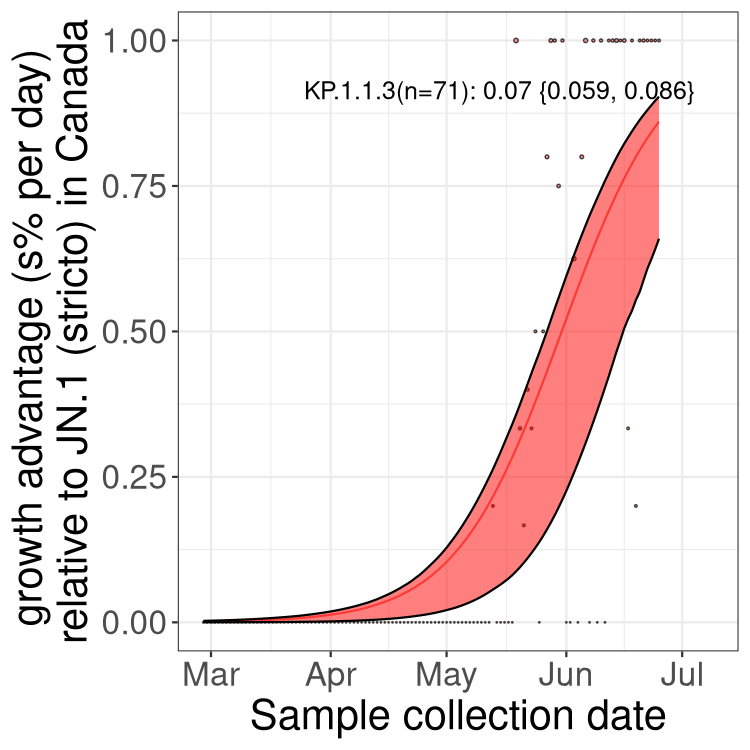 growth advantage (s% per day)
relative to JN.1 (stricto) in Canada
1.00
0.75
0.50
0.25
0.00
KP.1.1.3(n=71): 0.07 {0.059, 0.086}
Mar Apr May Jun Jul
Sample collection date